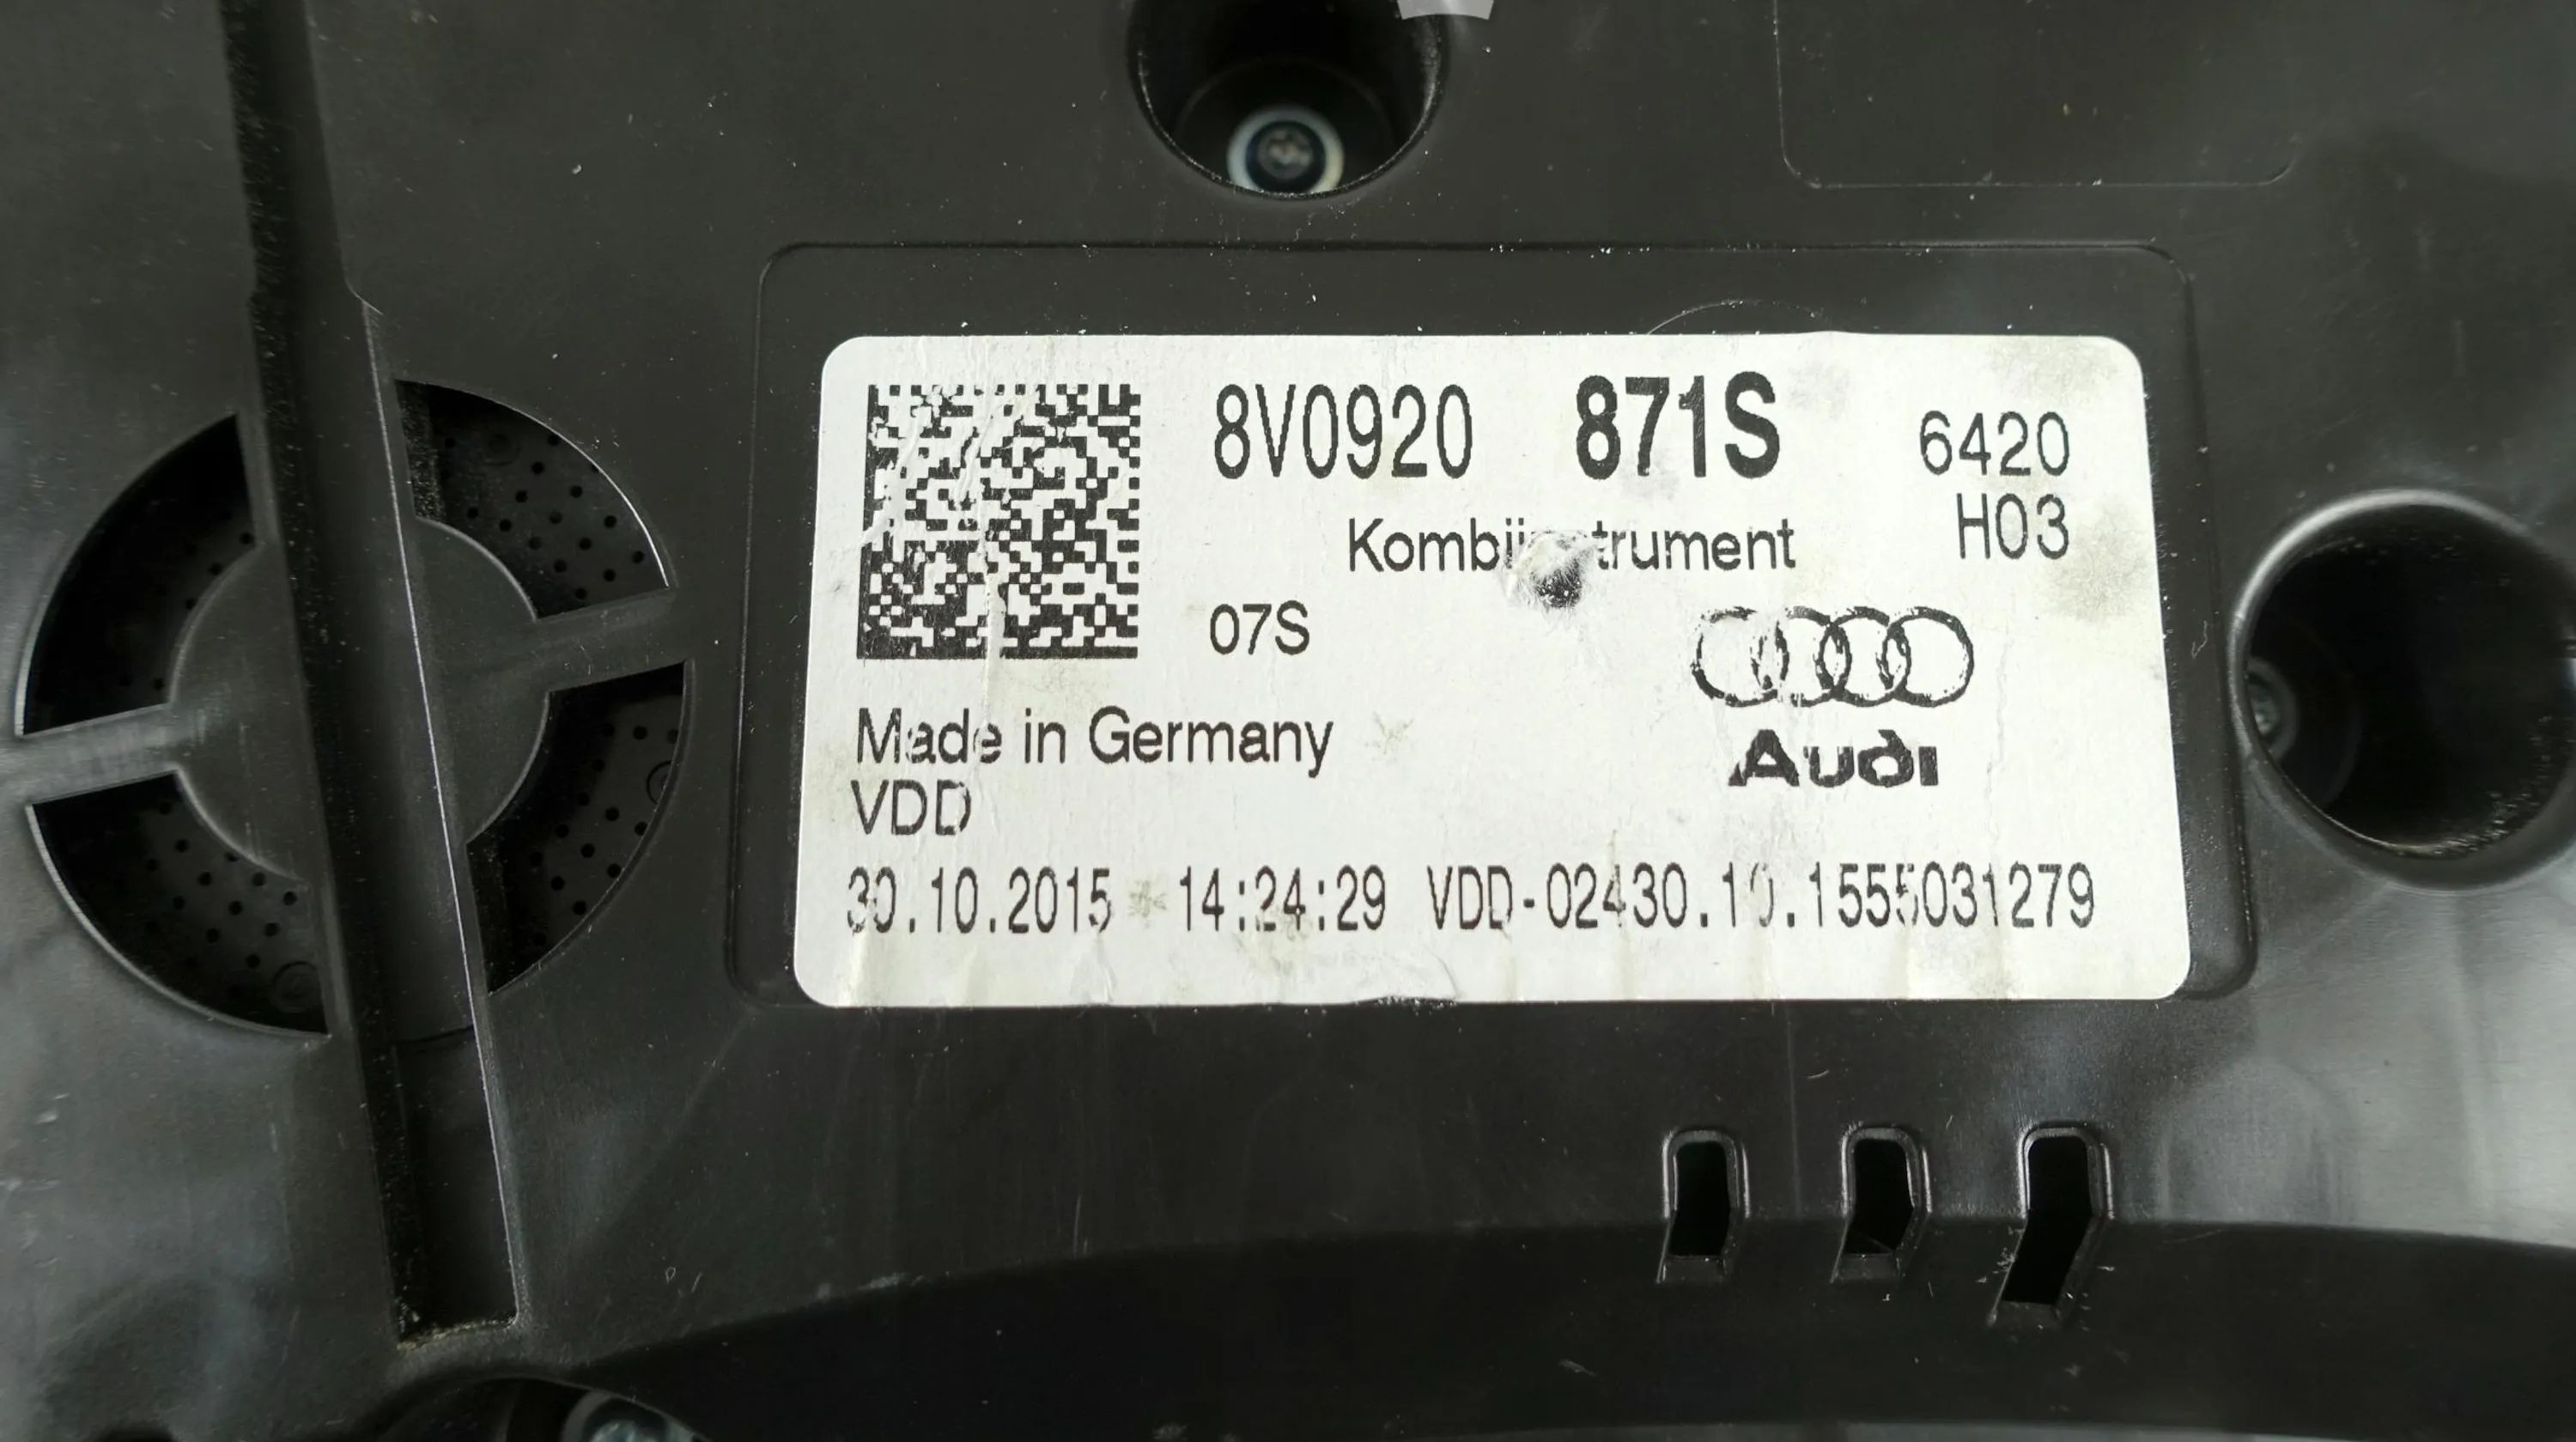 8V0920 871S 6420
H03
Kombiinstrument
07S
Audi
Made in Germany
VDD
30.10.2015 * 14:24:29 VDD-02430.10.1555031279